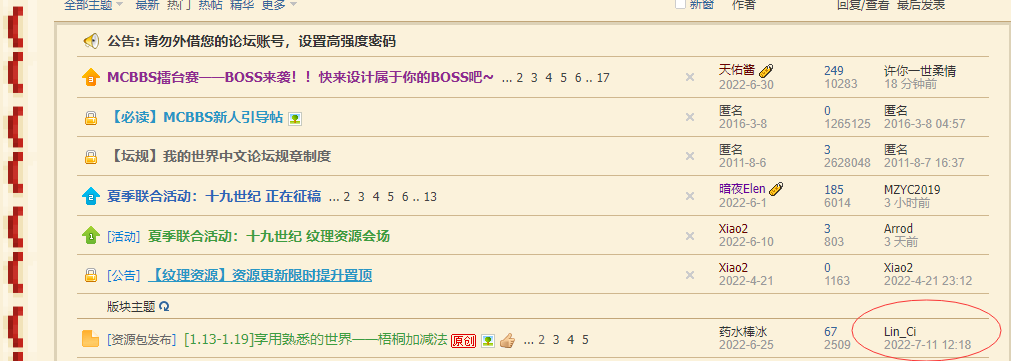 全部主题 最新 热门 热帖 精华 更多 新窗 作者 回复/查看 最后发表
公告: 请勿外借您的论坛账号，设置高强度密码
3 MCBBS擂台赛——BOSS来袭！！快来设计属于你的BOSS吧~ ... 2 3 4 5 6 .. 17 天佑酱 249 许你一世柔情
2022-6-30 10283 18 分钟前
【必读】MCBBS新人引导帖 匿名 0 匿名
2016-3-8 1265125 2016-3-8 04:57
【坛规】我的世界中文论坛规章制度 匿名 3 匿名
2011-8-6 2628048 2011-8-7 16:37
2 夏季联合活动：十九世纪 正在征稿 ... 2 3 4 5 6 .. 13 暗夜Elen 185 MZYC2019
2022-6-1 6014 3 小时前
1 [活动] 夏季联合活动：十九世纪 纹理资源会场 Xiao2 3 Arrod
2022-6-10 803 3 天前
[公告] 【纹理资源】资源更新限时提升置顶 Xiao2 0 Xiao2
2022-4-21 1163 2022-4-21 23:12
版块主题
[资源包发布] [1.13-1.19]享用熟悉的世界——梧桐加减法 原创 ... 2 3 4 5 药水棒冰 67 Lin_Ci
2022-6-25 2509 2022-7-11 12:18